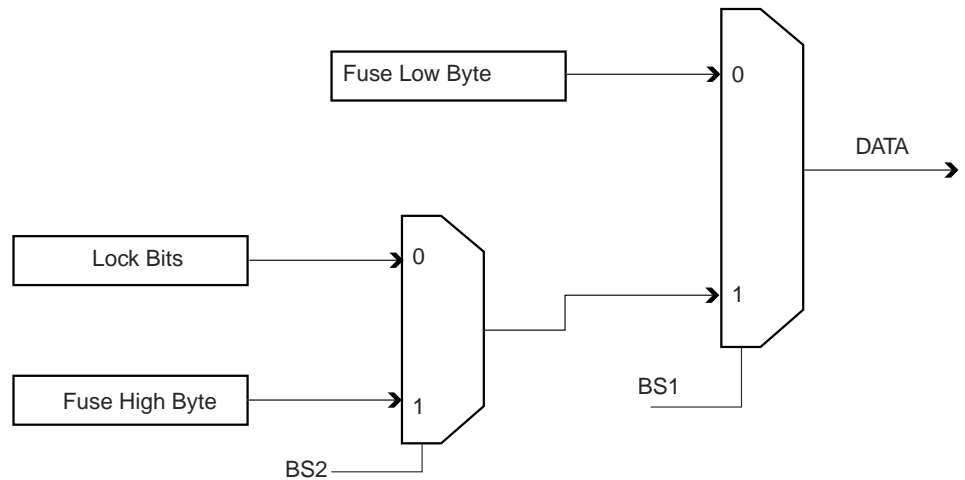 Fuse Low Byte
0
DATA
Lock Bits
0
1
BS1
Fuse High Byte
1
BS2